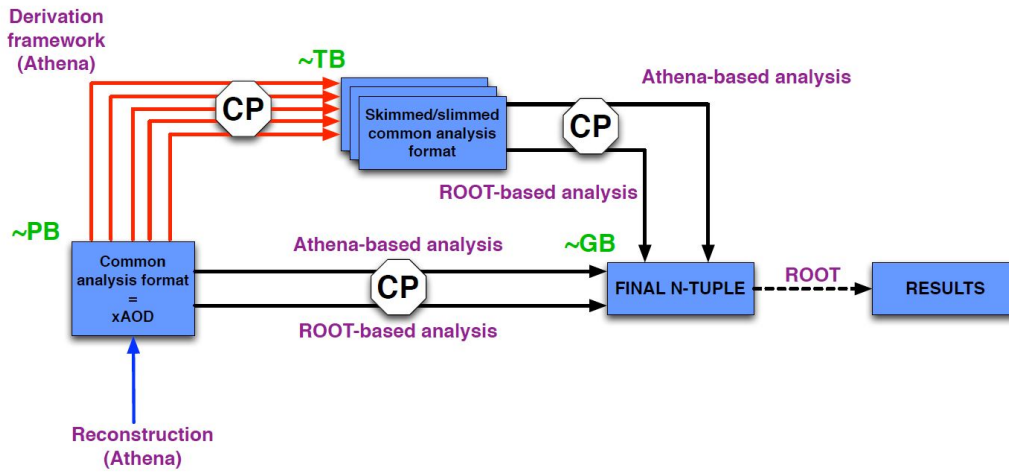 Derivation
framework
(Athena)
~TB
CP
Skimmed/slimmed
common analysis
format
CP
Athena-based analysis
ROOT-based analysis
~PB
Common
analysis format
=
xAOD
Athena-based analysis
CP
ROOT-based analysis
~GB
FINAL N-TUPLE
ROOT
RESULTS
Reconstruction
(Athena)